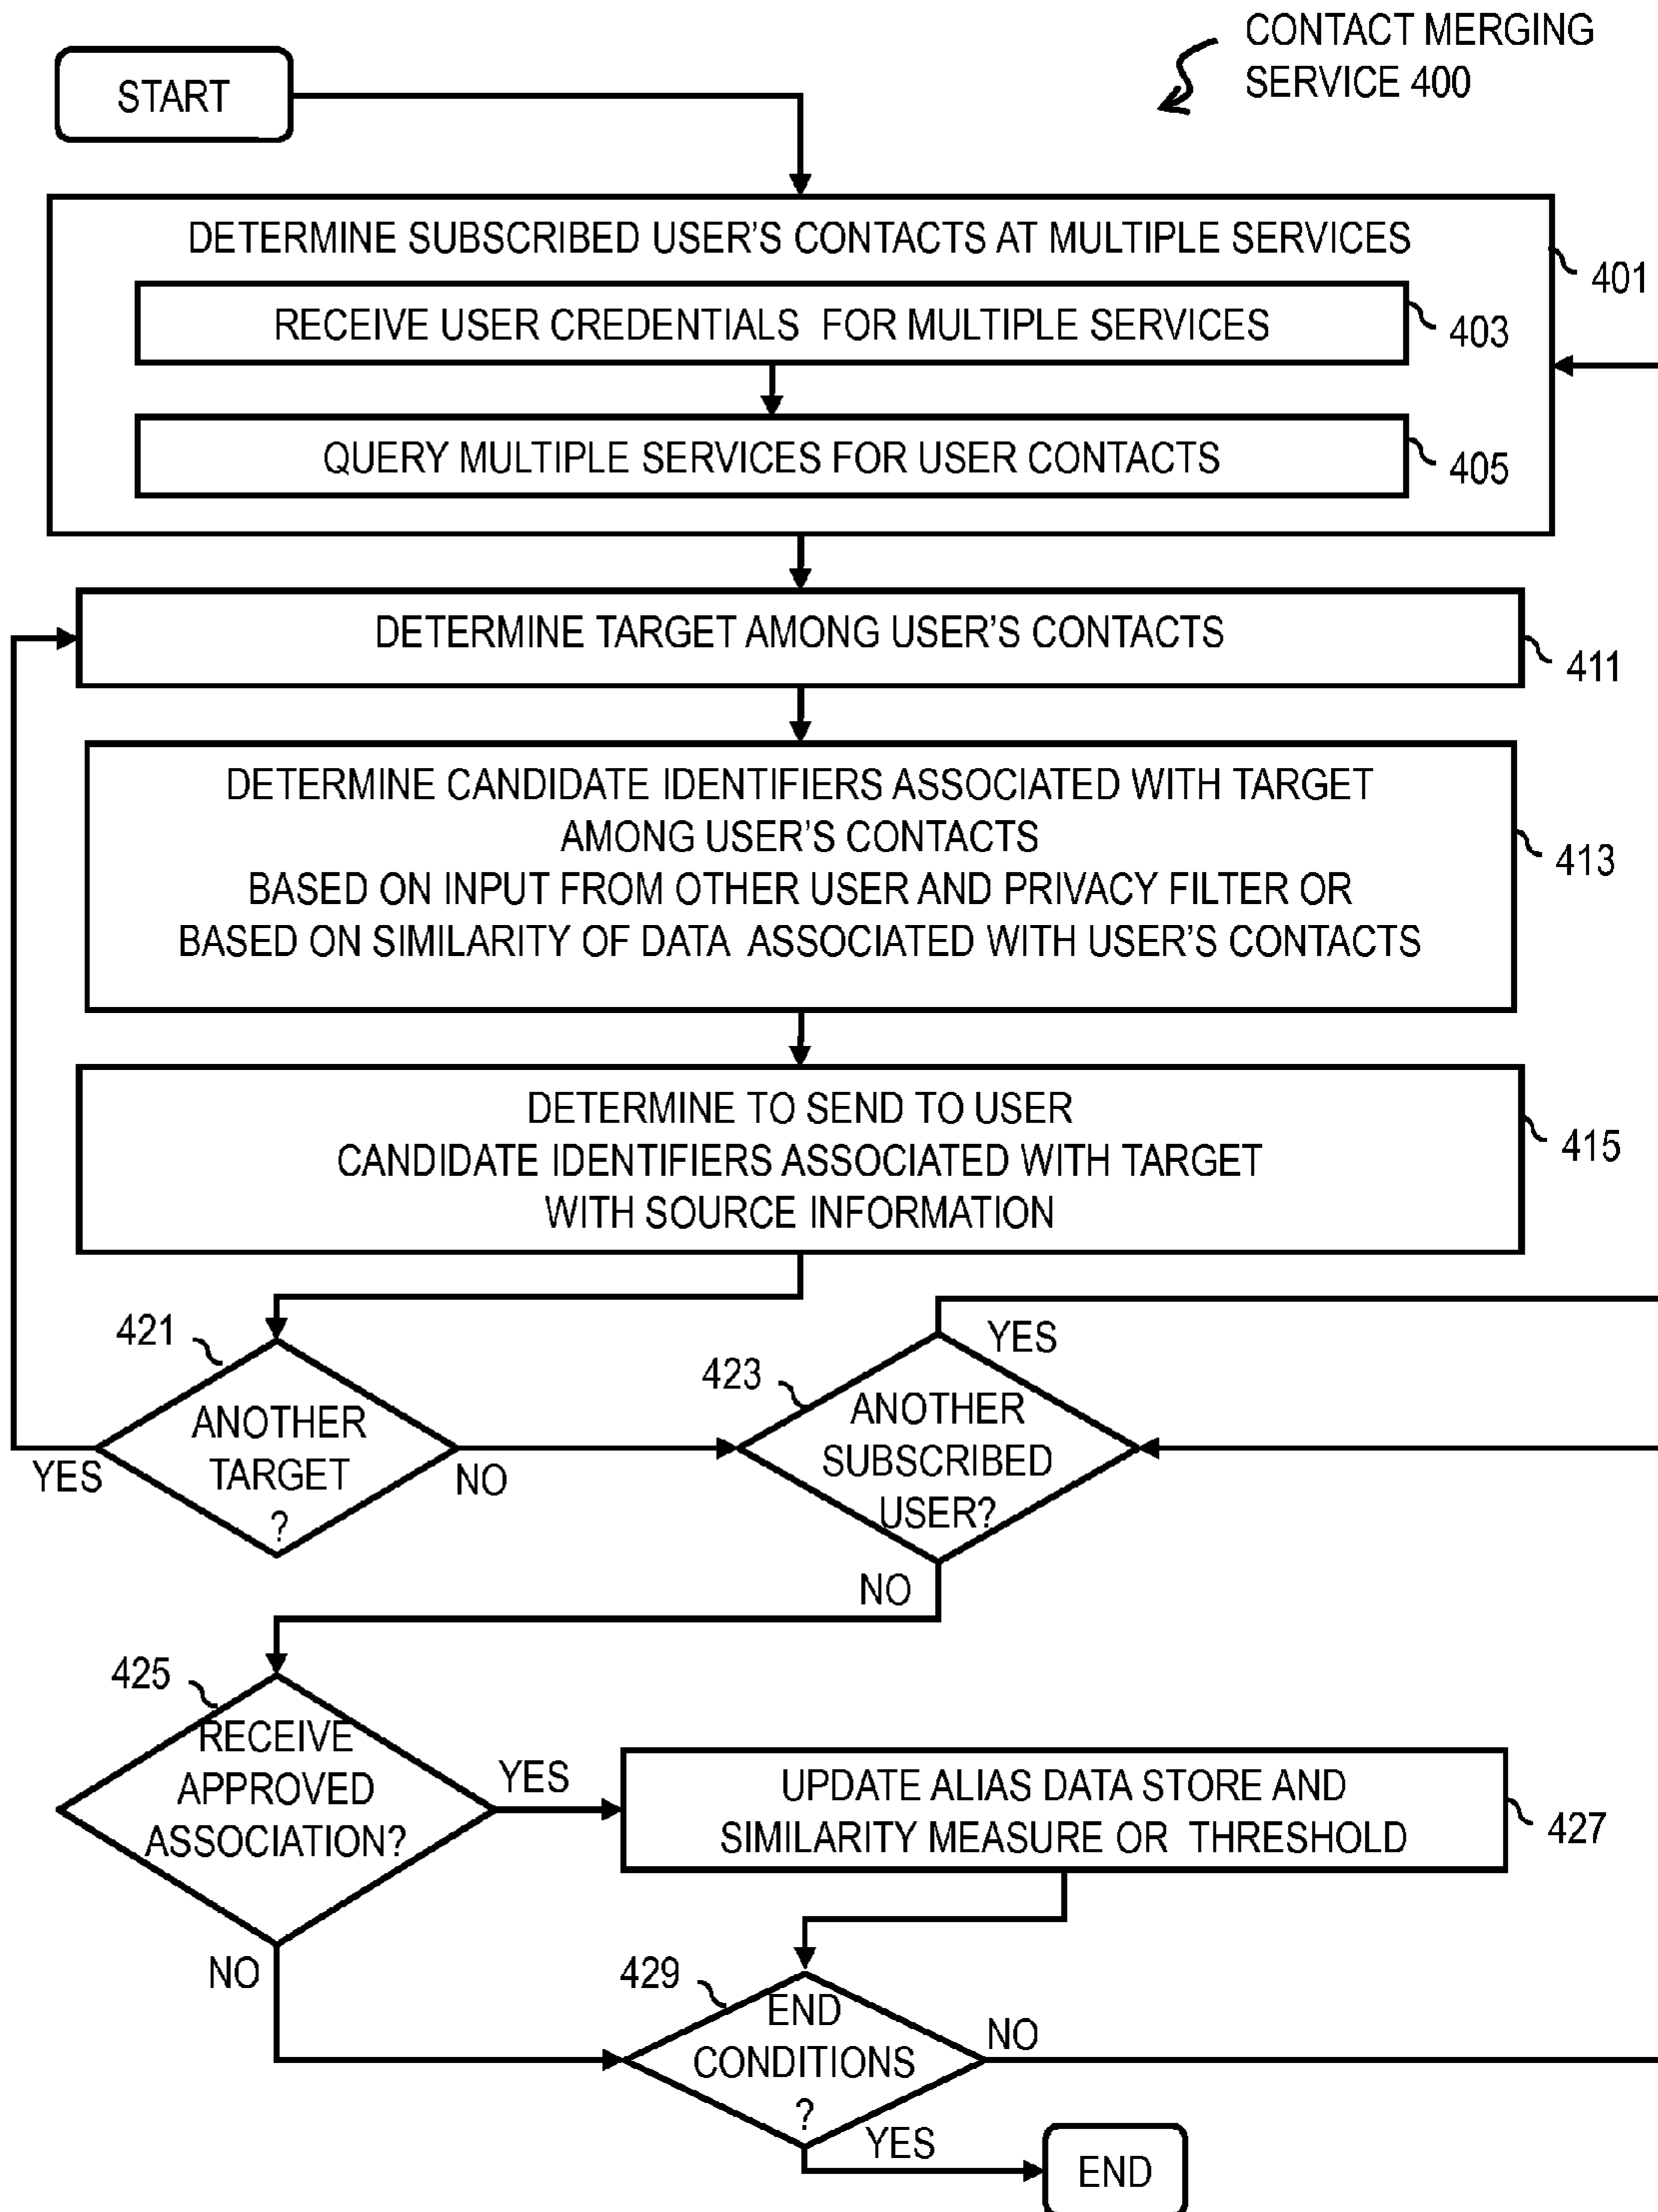 CONTACT MERGING
SERVICE 400
START
DETERMINE SUBSCRIBED USER'S CONTACTS AT MULTIPLE SERVICES
401
RECEIVE USER CREDENTIALS FOR MULTIPLE SERVICES
403
QUERY MULTIPLE SERVICES FOR USER CONTACTS
405
DETERMINE TARGET AMONG USER'S CONTACTS
411
DETERMINE CANDIDATE IDENTIFIERS ASSOCIATED WITH TARGET
AMONG USER'S CONTACTS
BASED ON INPUT FROM OTHER USER AND PRIVACY FILTER OR
BASED ON SIMILARITY OF DATA ASSOCIATED WITH USER'S CONTACTS
413
DETERMINE TO SEND TO USER
CANDIDATE IDENTIFIERS ASSOCIATED WITH TARGET
WITH SOURCE INFORMATION
415
421
ANOTHER
TARGET
?
YES
NO
423
ANOTHER
SUBSCRIBED
USER?
YES
NO
425
RECEIVE
APPROVED
ASSOCIATION?
YES
NO
UPDATE ALIAS DATA STORE AND
SIMILARITY MEASURE OR THRESHOLD
427
429
END
CONDITIONS
?
NO
YES
END